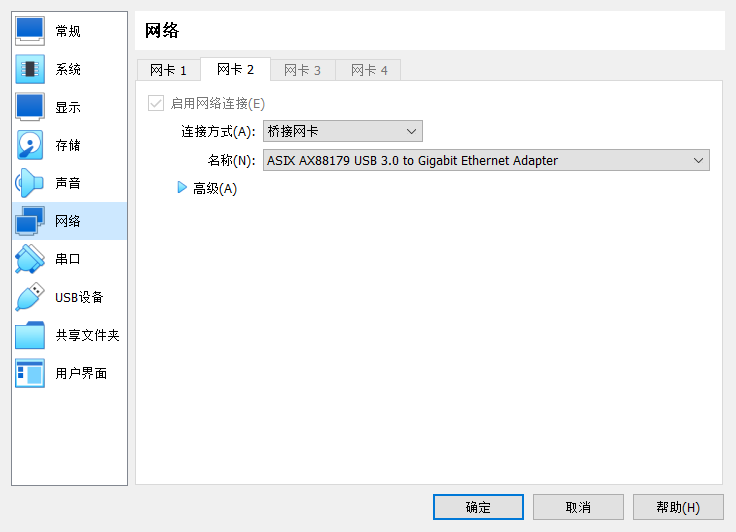 常规
系统
显示
存储
声音
网络
串口
USB设备
共享文件夹
用户界面
网络
网卡 1 网卡 2 网卡 3 网卡 4
启用网络连接(E)
连接方式(A): 桥接网卡
名称(N): ASIX AX88179 USB 3.0 to Gigabit Ethernet Adapter
高级(A)
确定 取消 帮助(H)